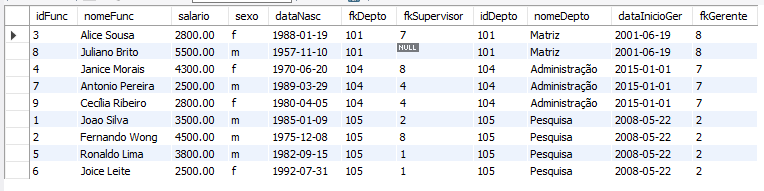 idFunc nomeFunc salario sexo dataNasc fkDepto fkSupervisor idDepto nomeDepto dataInicioGer fkGerente
3 Alice Sousa 2800.00 f 1988-01-19 101 7 101 Matriz 2001-06-19 8
8 Juliano Brito 5500.00 m 1957-11-10 101 NULL 101 Matriz 2001-06-19 8
4 Janice Morais 4300.00 f 1970-06-20 104 8 104 Administração 2015-01-01 7
7 Antonio Pereira 2500.00 m 1989-03-29 104 4 104 Administração 2015-01-01 7
9 Cecília Ribeiro 2800.00 f 1980-04-05 104 4 104 Administração 2015-01-01 7
1 Joao Silva 3500.00 m 1985-01-09 105 2 105 Pesquisa 2008-05-22 2
2 Fernando Wong 4500.00 m 1975-12-08 105 8 105 Pesquisa 2008-05-22 2
5 Ronaldo Lima 3800.00 m 1982-09-15 105 1 105 Pesquisa 2008-05-22 2
6 Joice Leite 2500.00 f 1992-07-31 105 1 105 Pesquisa 2008-05-22 2